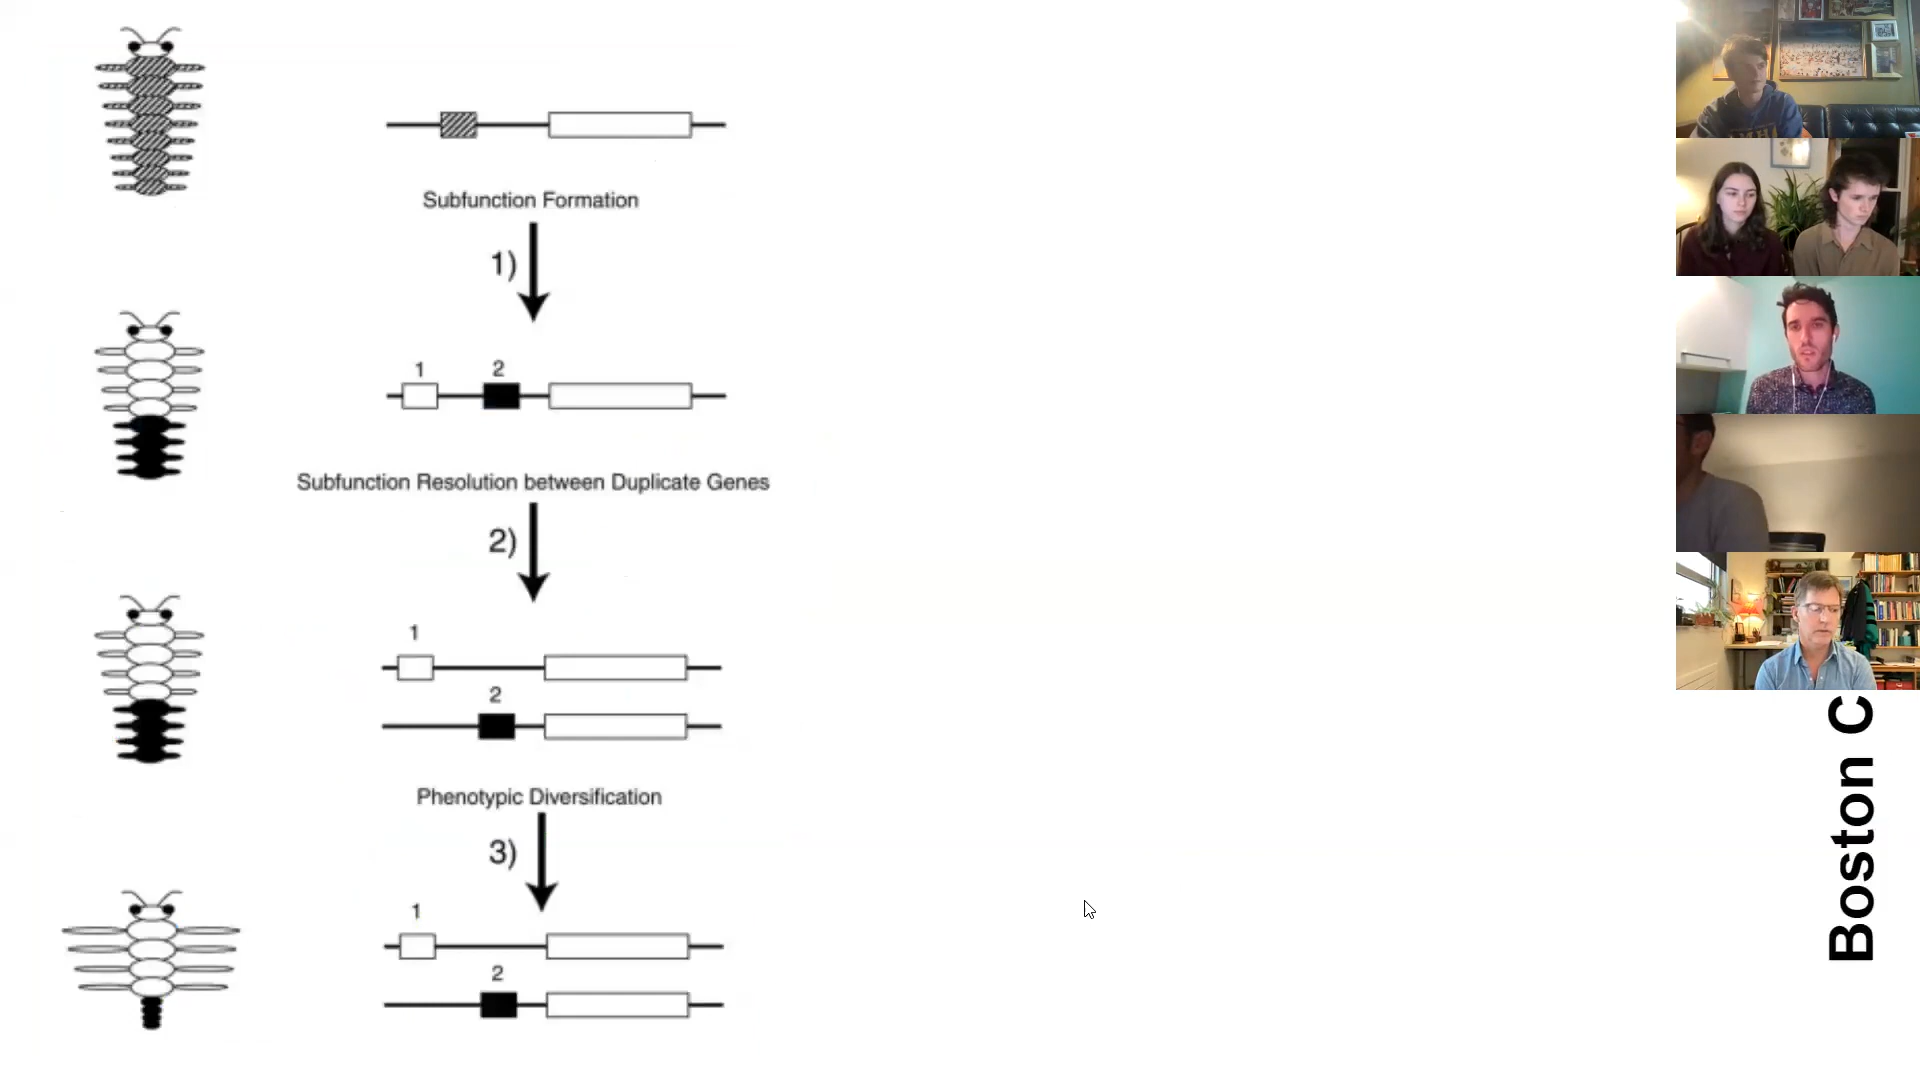 Subfunction Formation
1)
1 2
Subfunction Resolution between Duplicate Genes
2)
1
2
Phenotypic Diversification
3)
1
2
Boston C